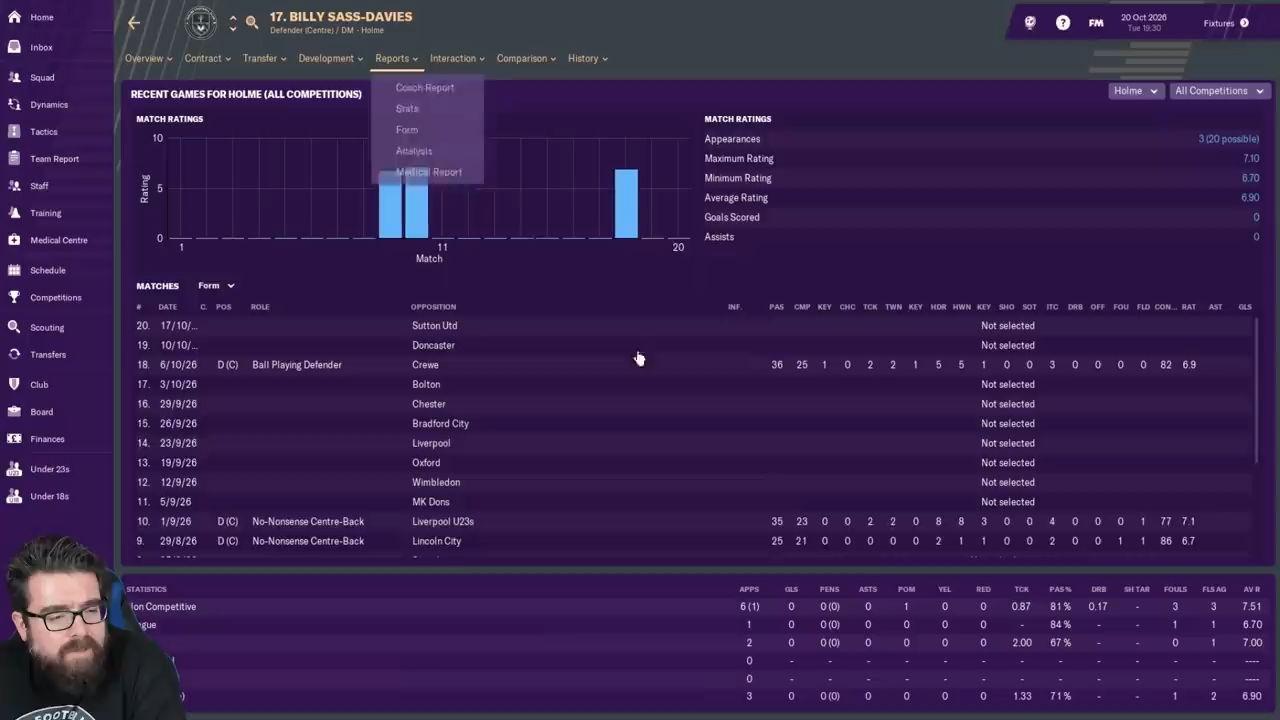 Home
Inbox
Squad
Dynamics
Tactics
Team Report
Staff
Training
Medical Centre
Schedule
Competitions
Scouting
Transfers
Club
Board
Finances
Under 23s
Under 18s
17. BILLY SASS-DAVIES
Defender (Centre) / DM - Holme
FM
20 Oct 2026
Tue 19:30
Fixtures
Overview Contract Transfer Development Reports Interaction Comparison History
Coach Report
Stats
Form
Analysis
Medical Report
RECENT GAMES FOR HOLME (ALL COMPETITIONS)
Holme All Competitions
MATCH RATINGS
10
5
0
Rating
1 11 20
Match
MATCH RATINGS
Appearances 3 (20 possible)
Maximum Rating 7.10
Minimum Rating 6.70
Average Rating 6.90
Goals Scored 0
Assists 0
MATCHES Form
# DATE C. POS ROLE OPPOSITION INF. PAS CMP KEY CHC TCK TWN KEY HDR HWN KEY SHO SOT ITC DRB OFF FOU FLD CON... RAT AST GLS
20. 17/10/... Sutton Utd Not selected
19. 10/10/... Doncaster Not selected
18. 6/10/26 D (C) Ball Playing Defender Crewe 36 25 1 0 2 2 1 5 5 1 0 0 3 0 0 0 0 82 6.9
17. 3/10/26 Bolton Not selected
16. 29/9/26 Chester Not selected
15. 26/9/26 Bradford City Not selected
14. 23/9/26 Liverpool Not selected
13. 19/9/26 Oxford Not selected
12. 12/9/26 Wimbledon Not selected
11. 5/9/26 MK Dons Not selected
10. 1/9/26 D (C) No-Nonsense Centre-Back Liverpool U23s 35 23 0 0 2 2 0 8 8 3 0 0 4 0 0 0 1 77 7.1
9. 29/8/26 D (C) No-Nonsense Centre-Back Lincoln City 25 21 0 0 0 0 0 2 1 1 0 0 2 0 0 1 1 86 6.7
STATISTICS APPS GLS PENS ASTS POM YEL RED TCK PAS % DRB SH TAR FOULS FLS AG AV R
lon Competitive 6 (1) 0 0 (0) 0 1 0 0 0.87 81 % 0.17 - 3 3 7.51
gue 1 0 0 (0) 0 0 0 0 - 84 % - - 1 1 6.70
2 0 0 (0) 0 0 0 0 2.00 67 % - - 0 1 7.00
0 - - - - - - - - - - - - ----
0 - - - - - - - - - - - - ----
3 0 0 (0) 0 0 0 0 1.33 71 % - - 1 2 6.90